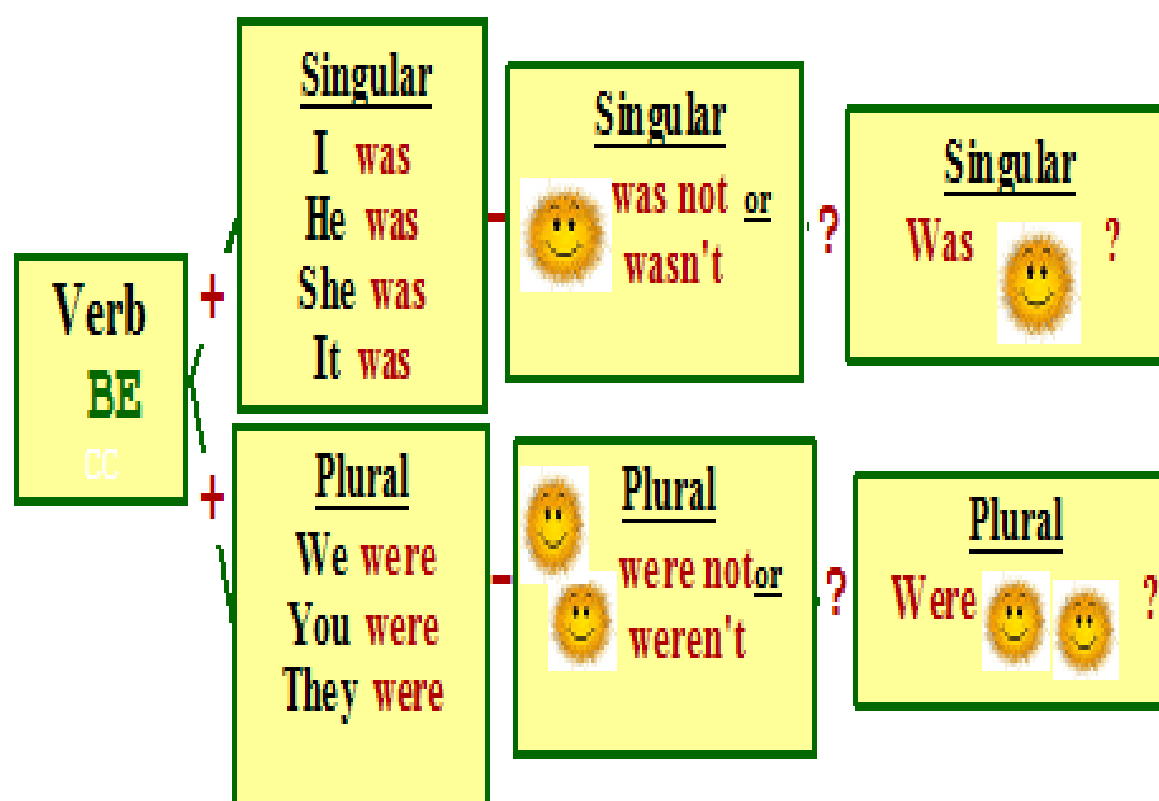 Verb
BE
cc
+
+
Singular
I was
He was
She was
It was
Plural
We were
You were
They were
-
Singular
was not or
wasn't
-
Plural
were not or
weren't
?
Singular
Was ?
?
Plural
Were ?